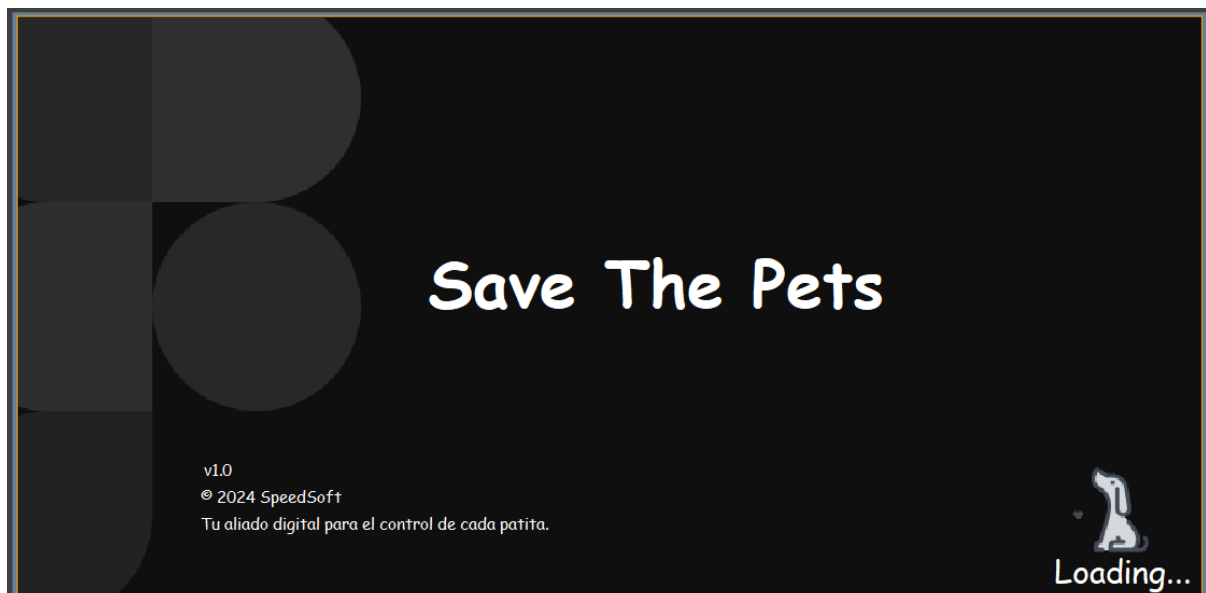 Save The Pets
v1.0
© 2024 SpeedSoft
Tu aliado digital para el control de cada patita.
Loading...